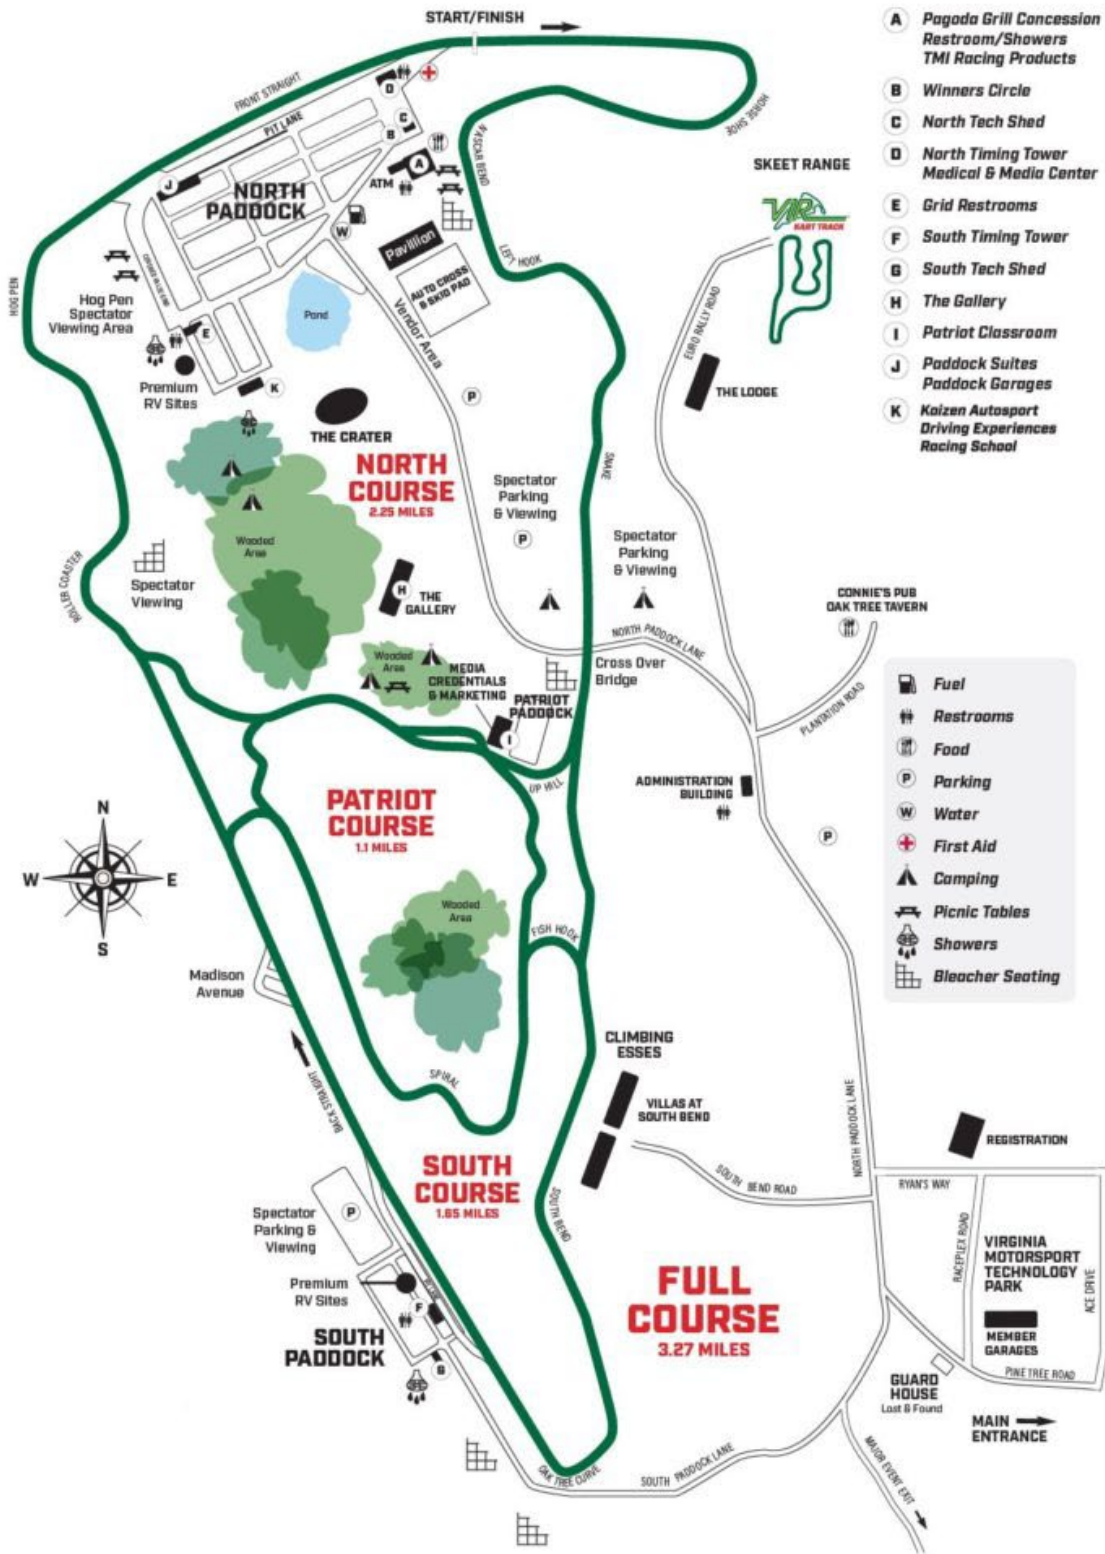 START/FINISH
FRONT STRAIGHT
PIT LANE
HORSE SHOE
NASCAR BEND
LEFT HOOK
HOG PEN
D
C
B
A
J
ATM
W
NORTH
PADDOCK
Pavillion
AUTO CROSS
& SKID PAD
Vendor Area
Pond
Hog Pen
Spectator
Viewing Area
E
Premium
RV Sites
K
THE CRATER
P
SKEET RANGE
VIR
KART TRACK
EURO RALLY ROAD
THE LODGE
A Pagoda Grill Concession
Restroom/Showers
TMI Racing Products
B Winners Circle
C North Tech Shed
D North Timing Tower
Medical & Media Center
E Grid Restrooms
F South Timing Tower
G South Tech Shed
H The Gallery
I Patriot Classroom
J Paddock Suites
Paddock Garages
K Kaizen Autosport
Driving Experiences
Racing School
NORTH
COURSE
2.25 MILES
SNAKE
Spectator
Parking
& Viewing
P
Spectator
Parking
& Viewing
Wooded
Area
ROLLER COASTER
Spectator
Viewing
H
THE
GALLERY
CONNIE'S PUB
OAK TREE TAVERN
NORTH PADDOCK LANE
Cross Over
Bridge
PLANTATION ROAD
Wooded
Area
MEDIA
CREDENTIALS
& MARKETING
PATRIOT
PADDOCK
I
UP HILL
ADMINISTRATION
BUILDING
P
Fuel
Restrooms
Food
P Parking
W Water
First Aid
Camping
Picnic Tables
Showers
Bleacher Seating
PATRIOT
COURSE
1.1 MILES
N
W
E
S
Wooded
Area
FISH HOOK
Madison
Avenue
BACK STRAIGHT
SPIRAL
CLIMBING
ESSES
VILLAS AT
SOUTH BEND
SOUTH BEND ROAD
NORTH PADDOCK LANE
REGISTRATION
RYAN'S WAY
SOUTH
COURSE
1.65 MILES
SOUTH BEND
Spectator
Parking &
Viewing
P
Premium
RV Sites
F
SOUTH
PADDOCK
G
FULL
COURSE
3.27 MILES
RACEPLEX ROAD
VIRGINIA
MOTORSPORT
TECHNOLOGY
PARK
ACE DRIVE
MEMBER
GARAGES
PINE TREE ROAD
GUARD
HOUSE
Lost & Found
MAIN
ENTRANCE
OAK TREE CURVE
SOUTH PADDOCK LANE
MAJOR EVENT EXIT